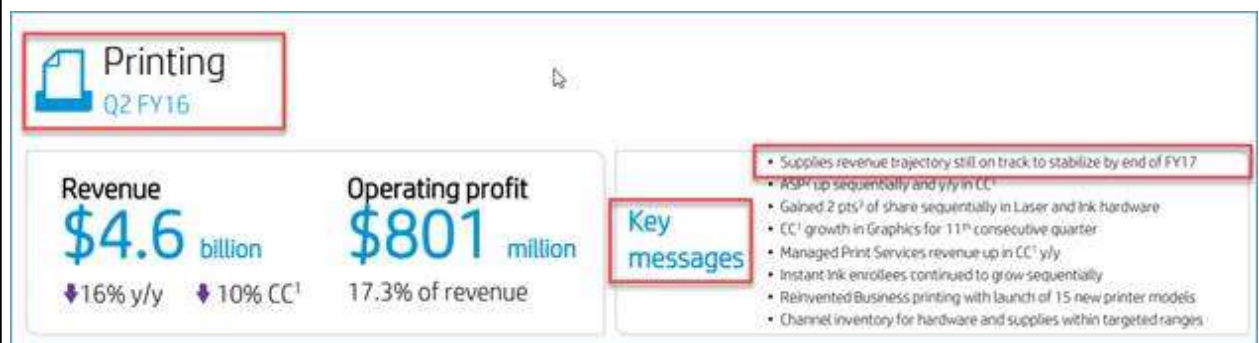 Printing
Q2 FY16
Revenue
$4.6 billion
16% y/y 10% CC¹
Operating profit
$801 million
17.3% of revenue
Key
messages
• Supplies revenue trajectory still on track to stabilize by end of FY17
• ASP² up sequentially and y/y in CC¹
• Gained 2 pts³ of share sequentially in Laser and Ink hardware
• CC¹ growth in Graphics for 11th consecutive quarter
• Managed Print Services revenue up in CC¹ y/y
• Instant Ink enrollees continued to grow sequentially
• Reinvented Business printing with launch of 15 new printer models
• Channel inventory for hardware and supplies within targeted ranges